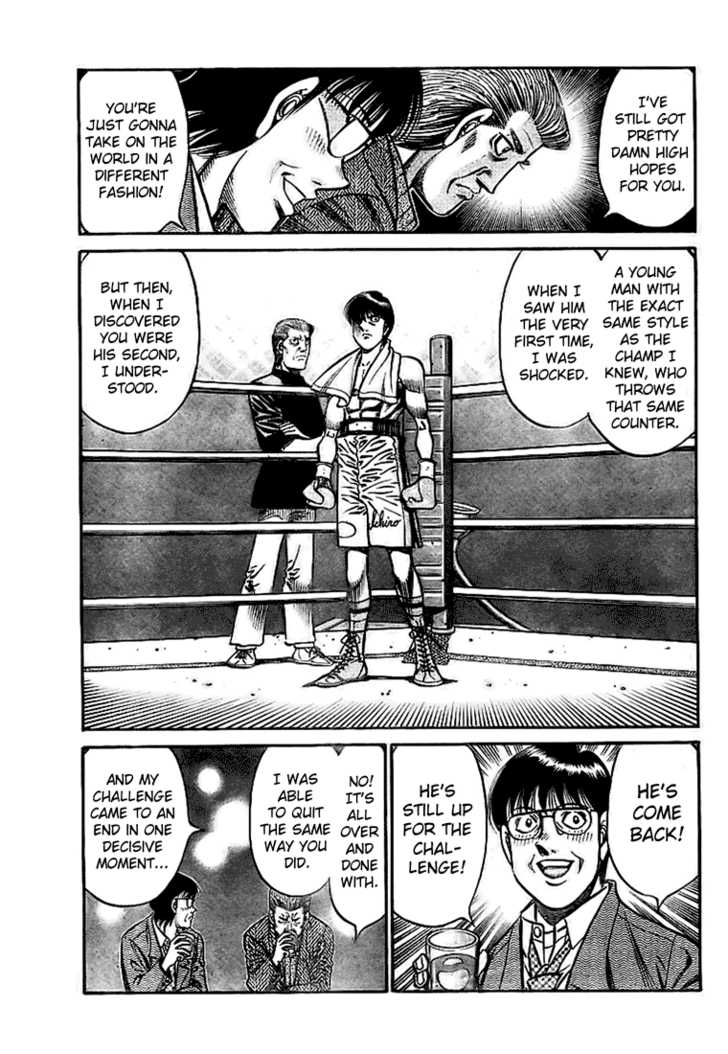 I'VE
STILL GOT
PRETTY
DAMN HIGH
HOPES
FOR YOU.
YOU'RE
JUST GONNA
TAKE ON THE
WORLD IN A
DIFFERENT
FASHION!
A YOUNG
MAN WITH
THE EXACT
SAME STYLE
AS THE
CHAMP I
KNEW, WHO
THROWS
THAT SAME
COUNTER.
WHEN I
SAW HIM
THE VERY
FIRST TIME,
I WAS
SHOCKED.
BUT THEN,
WHEN I
DISCOVERED
YOU WERE
HIS SECOND,
I UNDER-
STOOD.
Ichiro
HE'S
COME
BACK!
HE'S
STILL UP
FOR THE
CHAL-
LENGE!
NO!
IT'S
ALL
OVER
AND
DONE
WITH.
I WAS
ABLE
TO QUIT
THE SAME
WAY YOU
DID.
AND MY
CHALLENGE
CAME TO AN
END IN ONE
DECISIVE
MOMENT...